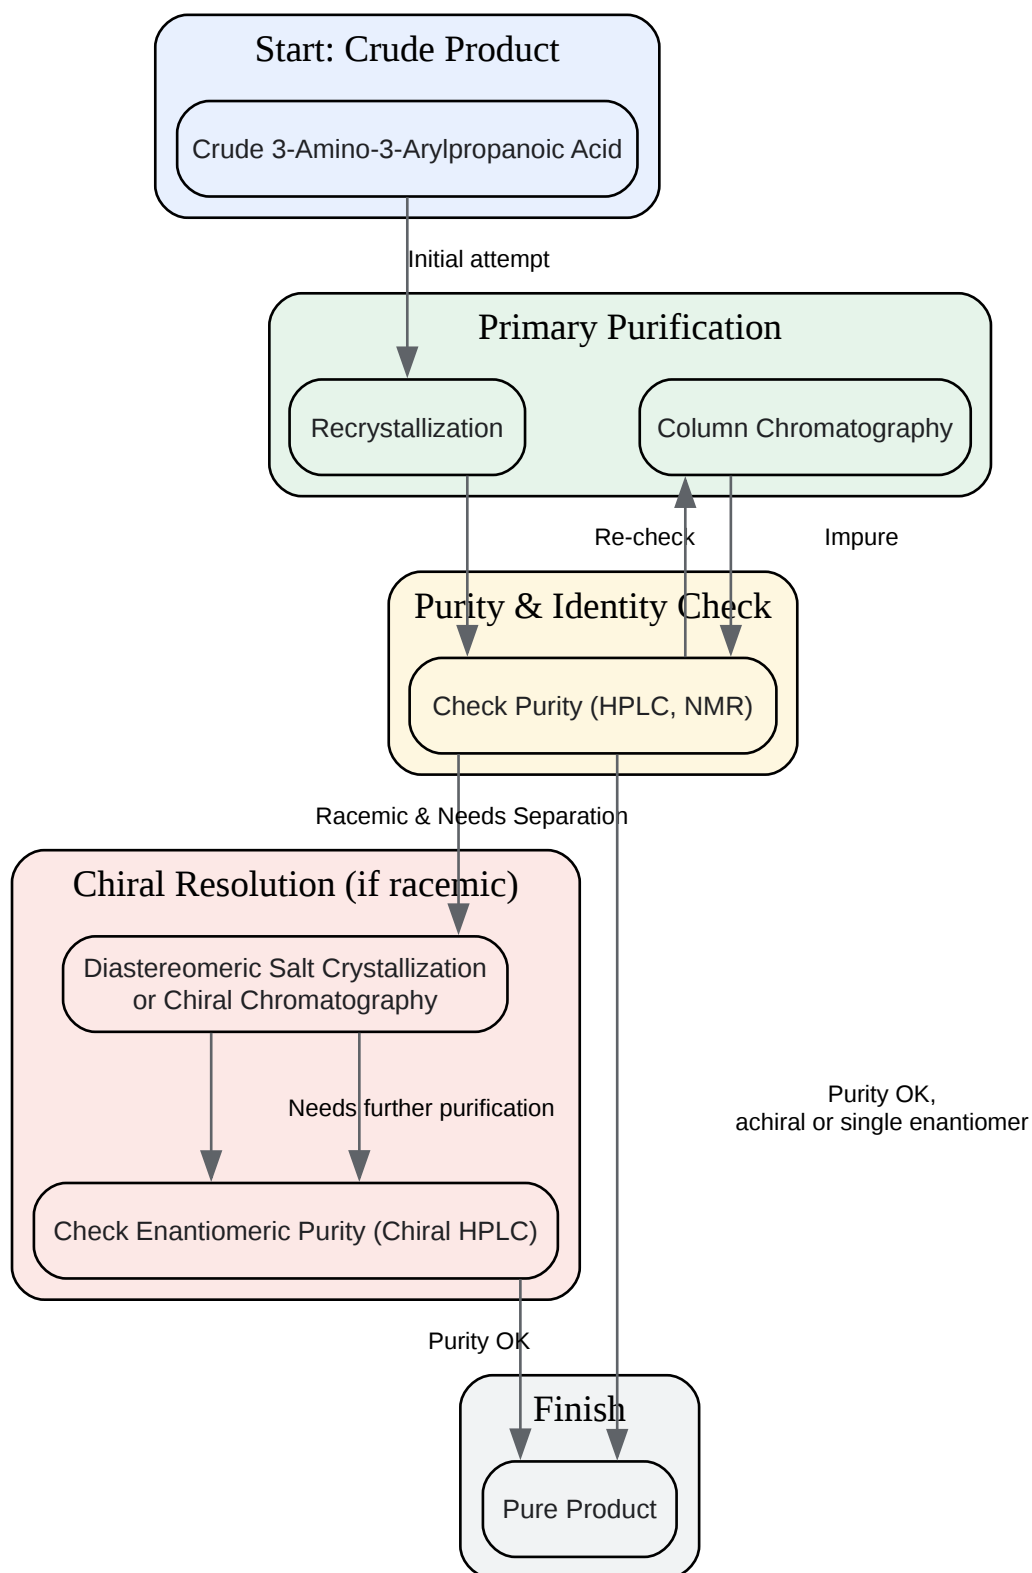 Start: Crude Product
Crude 3-Amino-3-Arylpropanoic Acid
Initial attempt
Primary Purification
Recrystallization
Column Chromatography
Re-check
Impure
Purity & Identity Check
Check Purity (HPLC, NMR)
Racemic & Needs Separation
Chiral Resolution (if racemic)
Diastereomeric Salt Crystallization
or Chiral Chromatography
Needs further purification
Purity OK,
achiral or single enantiomer
Check Enantiomeric Purity (Chiral HPLC)
Purity OK
Finish
Pure Product